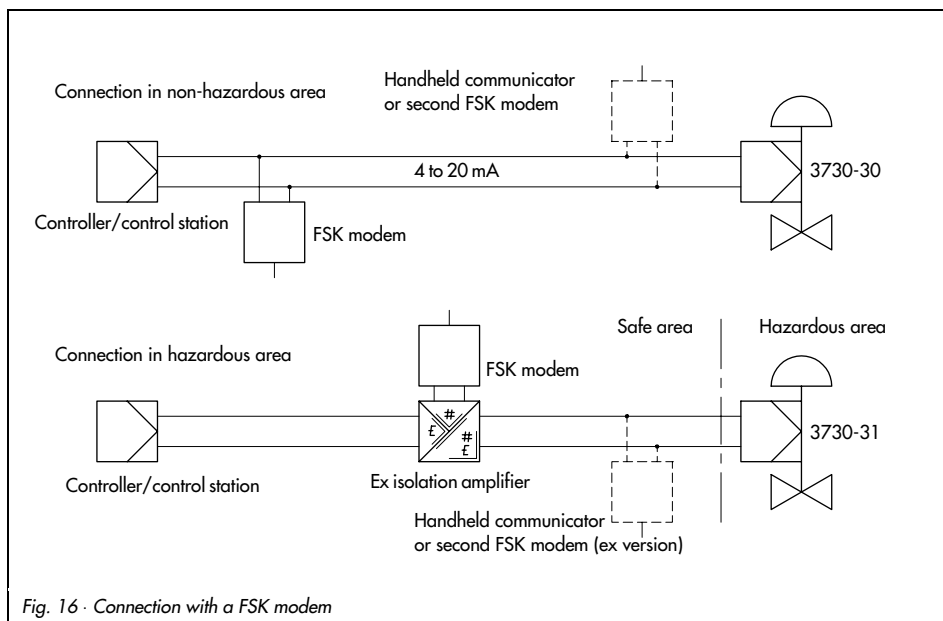 Connection in non-hazardous area
Handheld communicator
or second FSK modem
4 to 20 mA
3730-30
Controller/control station
FSK modem
Safe area
Hazardous area
Connection in hazardous area
FSK modem
3730-31
Controller/control station
Ex isolation amplifier
Handheld communicator
or second FSK modem (ex version)
Fig. 16 · Connection with a FSK modem